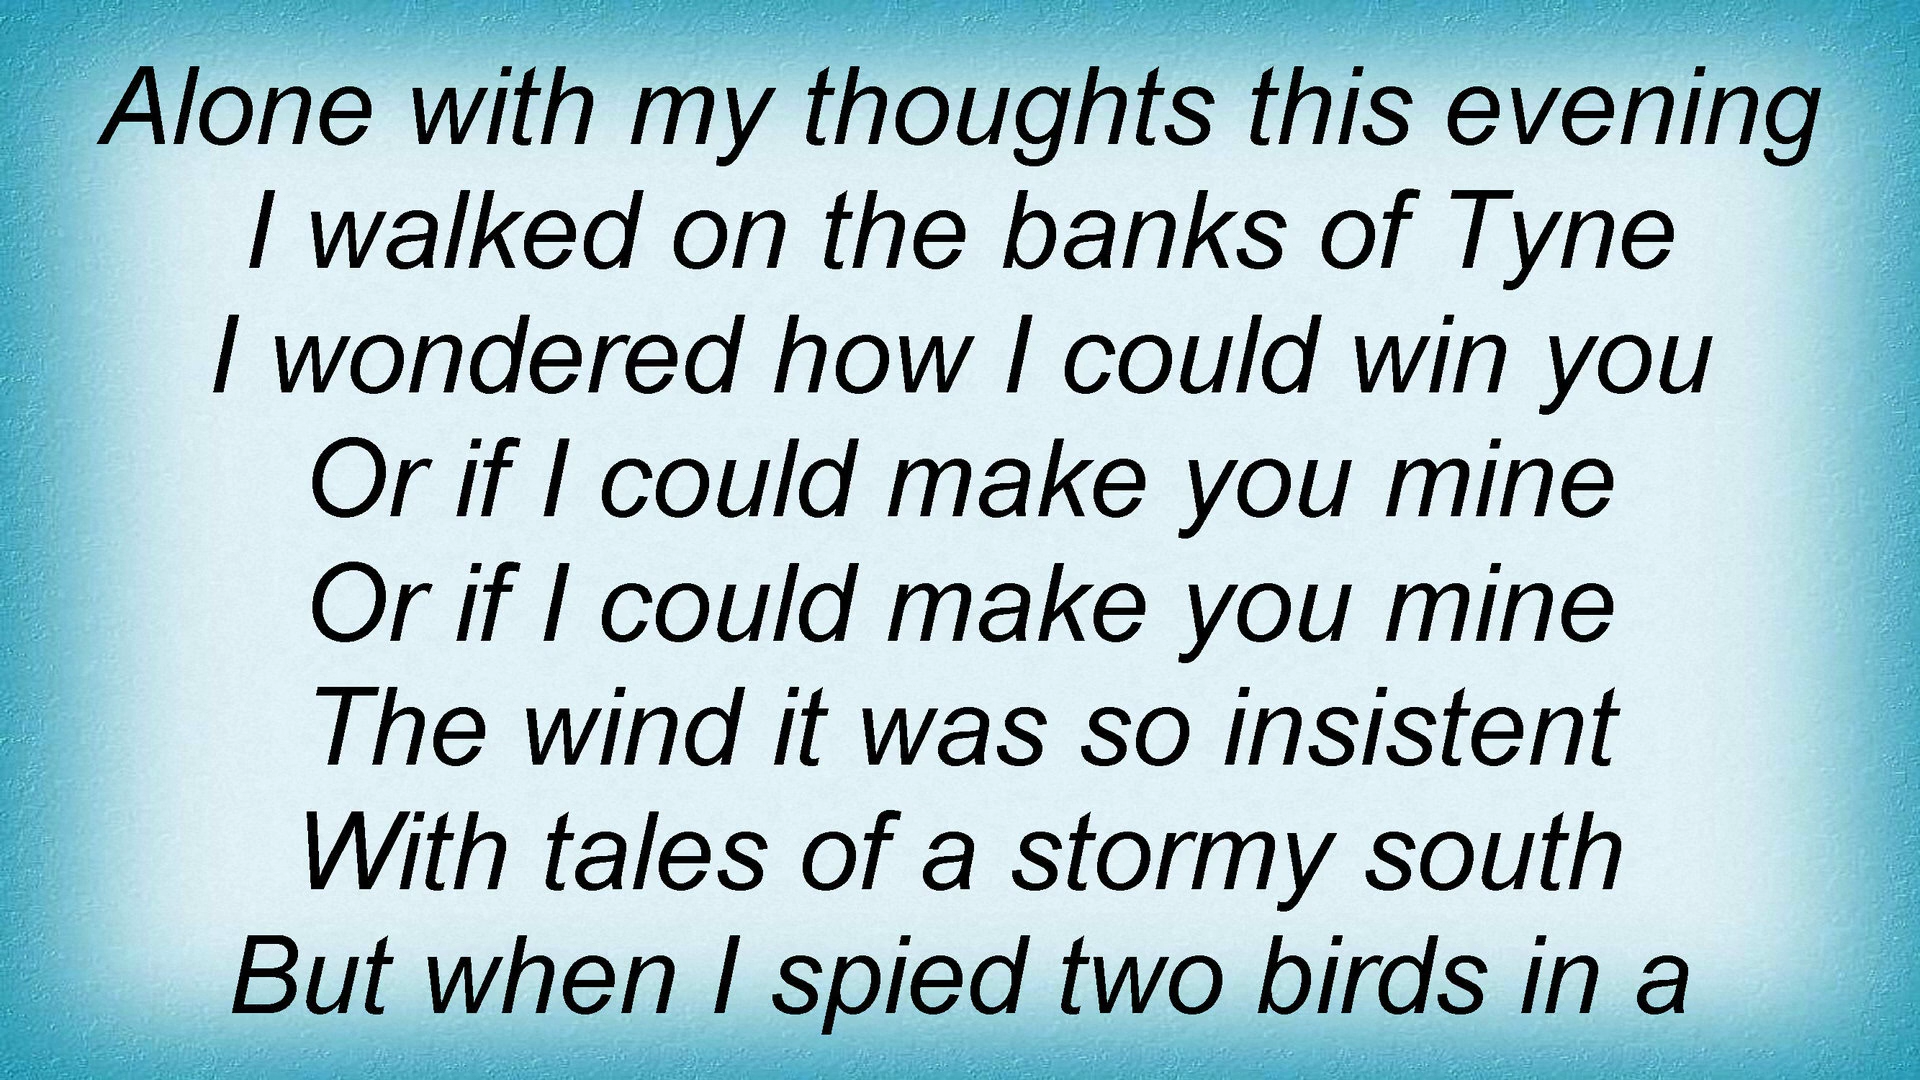 Alone with my thoughts this evening
I walked on the banks of Tyne
I wondered how I could win you
Or if I could make you mine
Or if I could make you mine
The wind it was so insistent
With tales of a stormy south
But when I spied two birds in a